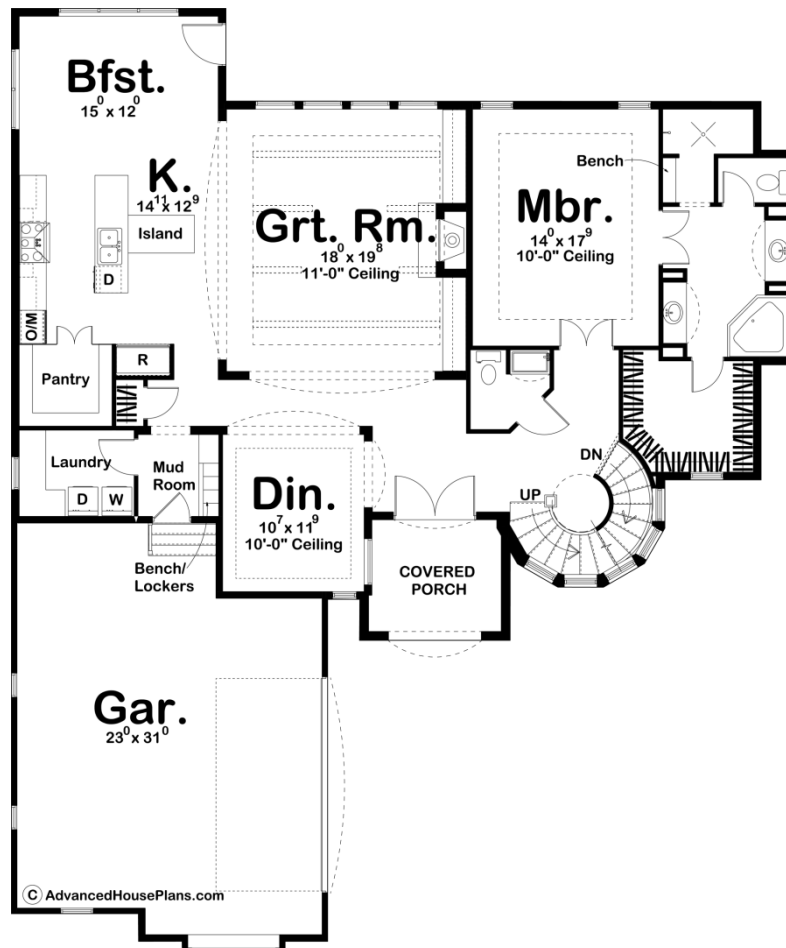 Bfst.
15⁰ x 12⁰
K.
14¹¹ x 12⁹
Island
D
O/M
R
Pantry
Grt. Rm.
18⁰ x 19⁸
11'-0" Ceiling
Bench
Mbr.
14⁰ x 17⁹
10'-0" Ceiling
Laundry
D
W
Mud
Room
Bench/
Lockers
Din.
10⁷ x 11⁹
10'-0" Ceiling
DN
UP
COVERED
PORCH
Gar.
23⁰ x 31⁰
© AdvancedHousePlans.com